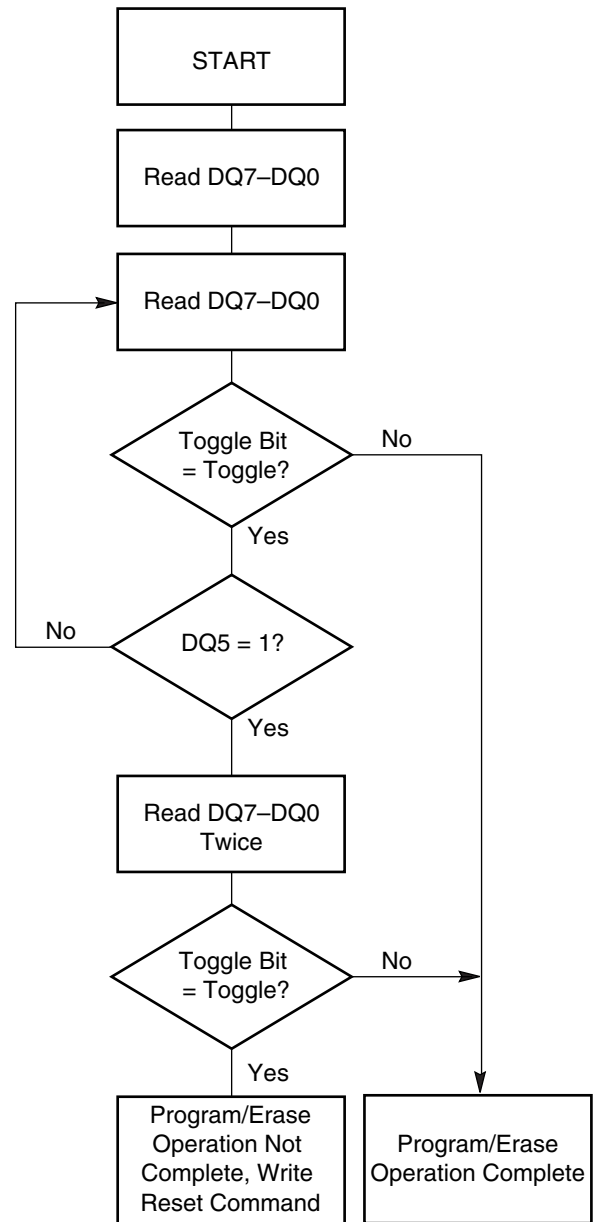 START
Read DQ7–DQ0
Read DQ7–DQ0
Toggle Bit
= Toggle?
No
Yes
No
DQ5 = 1?
Yes
Read DQ7–DQ0
Twice
Toggle Bit
= Toggle?
No
Yes
Program/Erase
Operation Not
Complete, Write
Reset Command
Program/Erase
Operation Complete